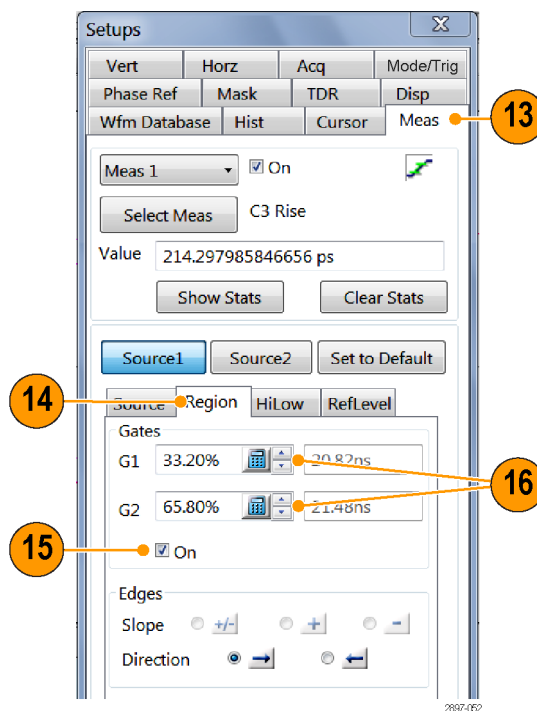 Setups
Vert Horz Acq Mode/Trig
Phase Ref Mask TDR Disp
Wfm Database Hist Cursor Meas
13
Meas 1 On
Select Meas C3 Rise
Value 214.297985846656 ps
Show Stats Clear Stats
Source1 Source2 Set to Default
14
Source Region HiLow RefLevel
Gates
G1 33.20% 20.82ns
16
G2 65.80% 21.48ns
15
On
Edges
Slope +/- + -
Direction
2897-052